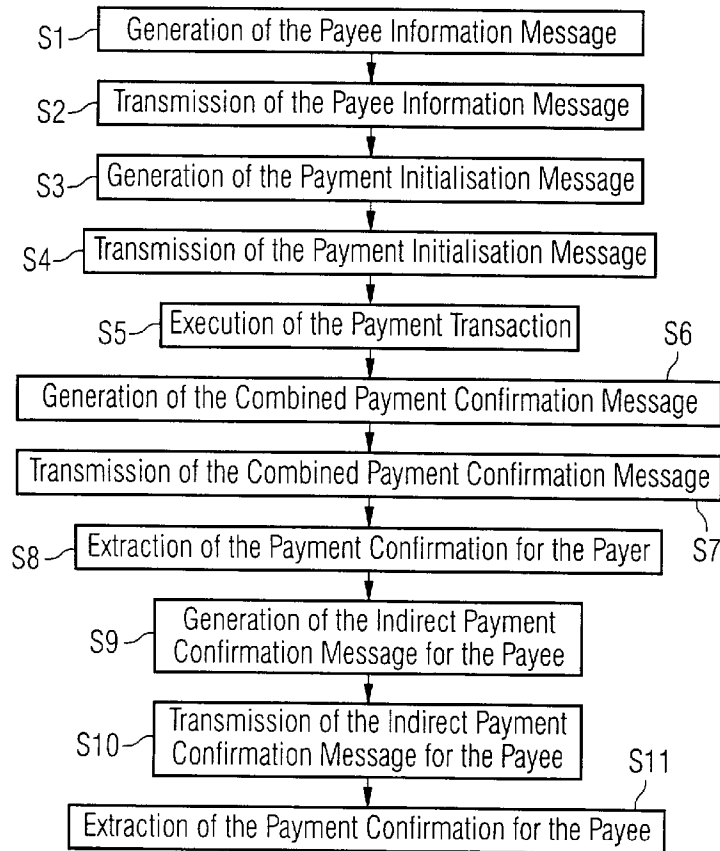 S1 Generation of the Payee Information Message
S2 Transmission of the Payee Information Message
S3 Generation of the Payment Initialisation Message
S4 Transmission of the Payment Initialisation Message
S5 Execution of the Payment Transaction
S6
Generation of the Combined Payment Confirmation Message
Transmission of the Combined Payment Confirmation Message
S7
S8 Extraction of the Payment Confirmation for the Payer
S9 Generation of the Indirect Payment
Confirmation Message for the Payee
S10 Transmission of the Indirect Payment
Confirmation Message for the Payee
S11
Extraction of the Payment Confirmation for the Payee